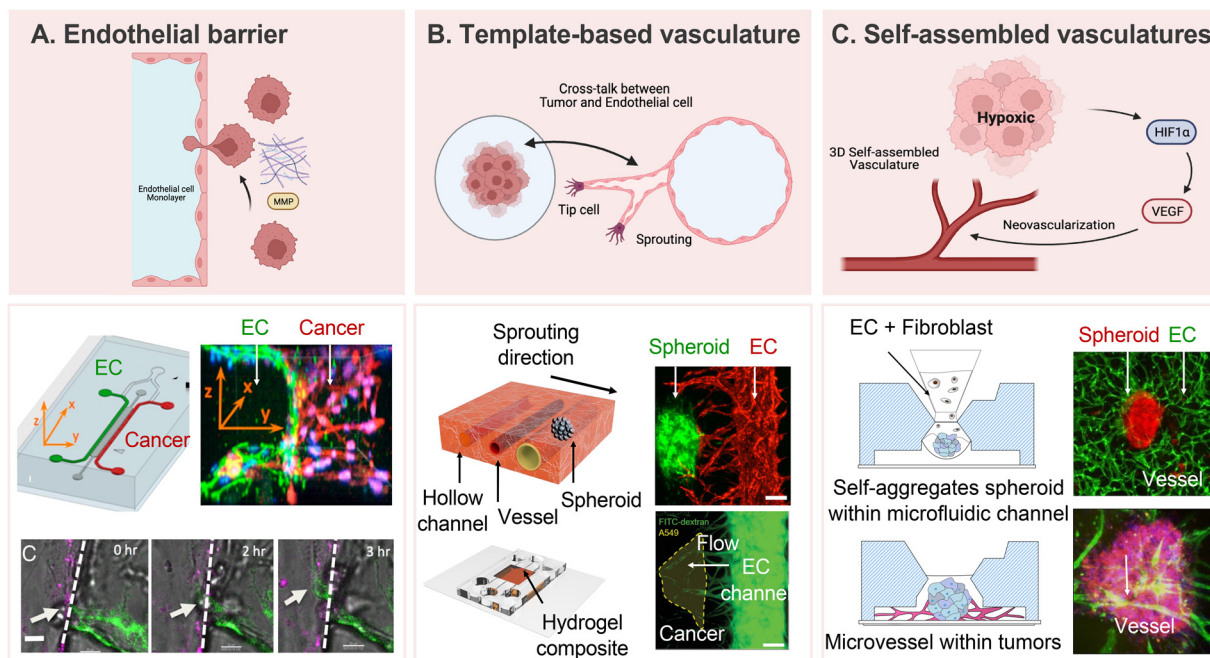 A. Endothelial barrier
Endothelial cell
Monolayer
MMP
EC
Cancer
z
x
y
EC
Cancer
z
x
y
C
0 hr
2 hr
3 hr
B. Template-based vasculature
Cross-talk between
Tumor and Endothelial cell
Tip cell
Sprouting
Sprouting
direction
Hollow
channel
Vessel
Spheroid
Hydrogel
composite
Spheroid
EC
FITC-dextran
A549
Flow
EC
channel
Cancer
C. Self-assembled vasculatures
Hypoxic
HIF1α
3D Self-assembled
Vasculature
VEGF
Neovascularization
EC + Fibroblast
Self-aggregates spheroid
within microfluidic channel
Microvessel within tumors
Spheroid
EC
Vessel
Vessel